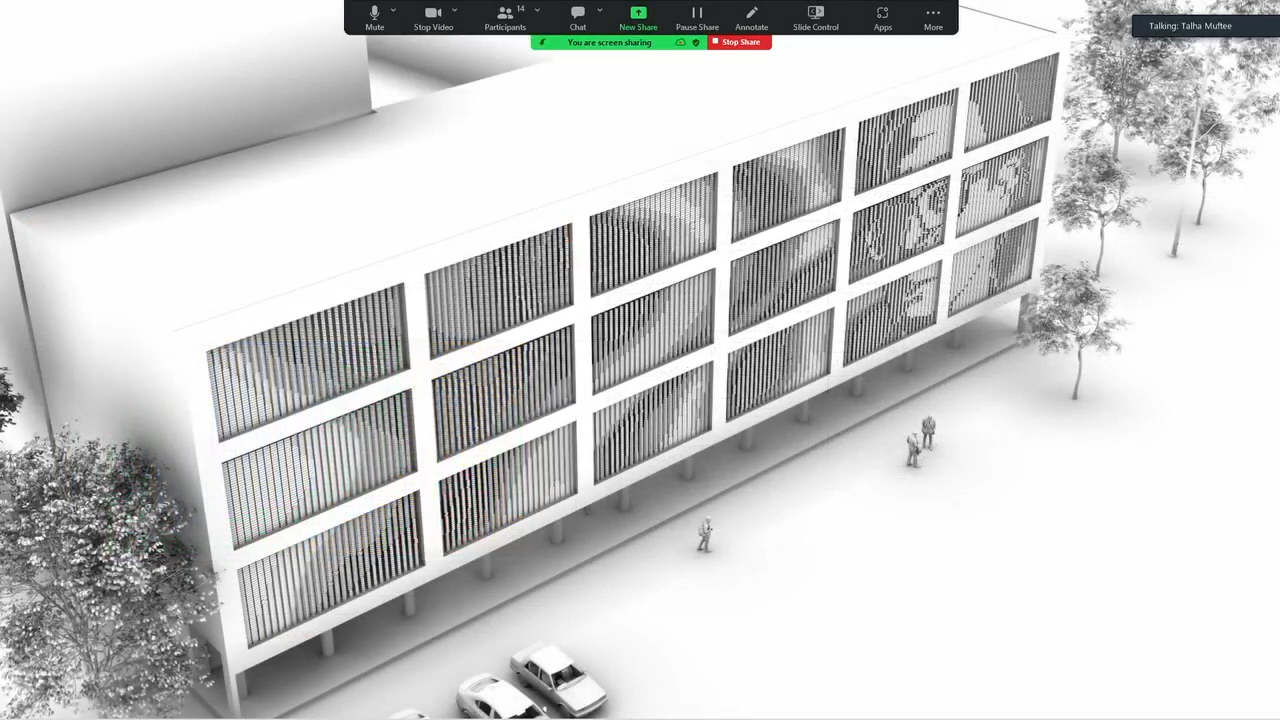 Mute
Stop Video
Participants
14
Chat
New Share
Pause Share
Annotate
Slide Control
Apps
More
You are screen sharing
Stop Share
Talking: Talha Muftee